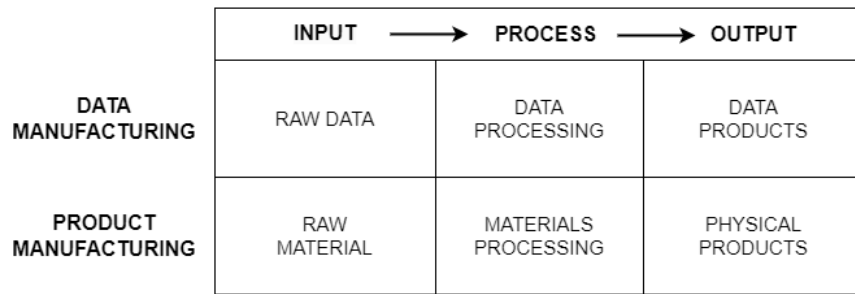 INPUT PROCESS OUTPUT
DATA
MANUFACTURING
RAW DATA
DATA
PROCESSING
DATA
PRODUCTS
PRODUCT
MANUFACTURING
RAW
MATERIAL
MATERIALS
PROCESSING
PHYSICAL
PRODUCTS